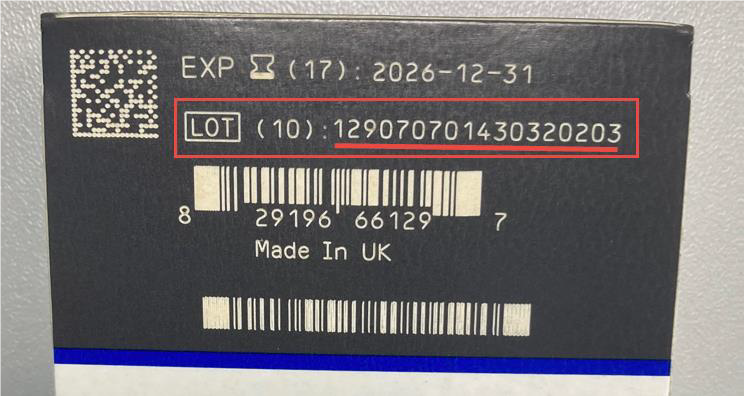 EXP (17): 2026-12-31
LOT (10): 129070701430320203
8 29196 66129 7
Made In UK